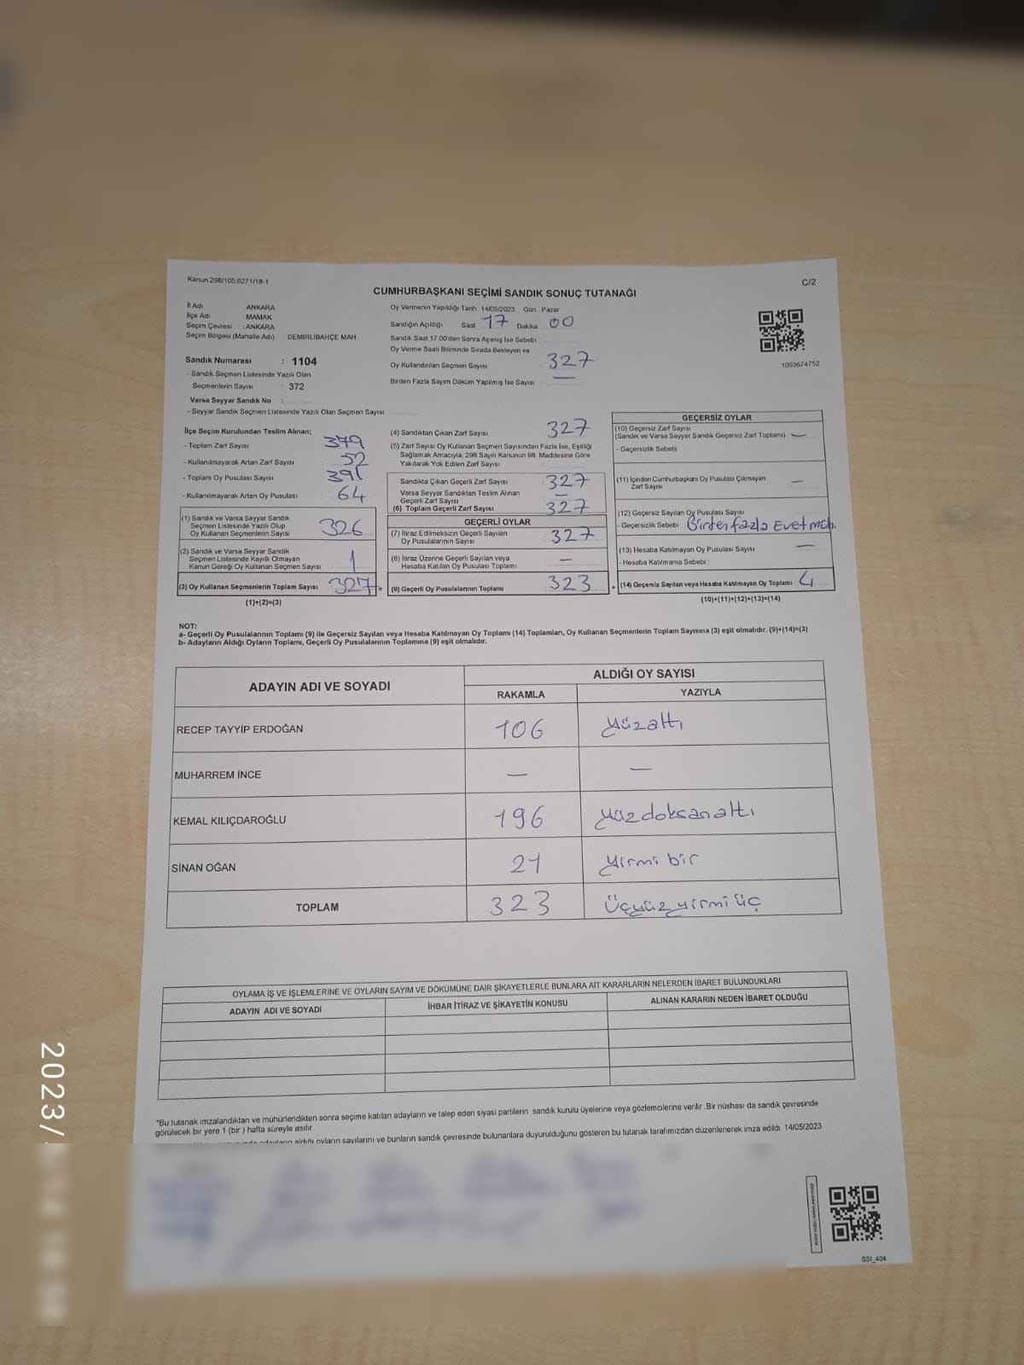 Kanun 298/105:0271/18-1
C/2
CUMHURBAŞKANI SEÇİMİ SANDIK SONUÇ TUTANAĞI
İl Adı ANKARA
İlçe Adı MAMAK
Seçim Çevresi : ANKARA
Seçim Bölgesi (Mahalle Adı) DEMİRLİBAHÇE MAH
Sandık Numarası : 1104
- Sandık Seçmen Listesinde Yazılı Olan
Seçmenlerin Sayısı : 372
Varsa Seyyar Sandık No
- Seyyar Sandık Seçmen Listesinde Yazılı Olan Seçmen Sayısı
Oy Vermenin Yapıldığı Tarih 14/05/2023 Gün Pazar
Sandığın Açıldığı Saat 17 Dakika 00
Sandık Saat 17.00'den Sonra Açılmış İse Sebebi
Oy Verme Saati Bitiminde Sırada Bekleyen ve
Oy Kullandırılan Seçmen Sayısı 327
Birden Fazla Sayım Döküm Yapılmış İse Sayısı —
1093674752
İlçe Seçim Kurulundan Teslim Alınan;
- Toplam Zarf Sayısı 379
- Kullanılmayarak Artan Zarf Sayısı 52
- Toplam Oy Pusulası Sayısı 391
- Kullanılmayarak Artan Oy Pusulası 64
(1) Sandık ve Varsa Seyyar Sandık
Seçmen Listesinde Yazılı Olup
Oy Kullanan Seçmenlerin Sayısı 326
(2) Sandık ve Varsa Seyyar Sandık
Seçmen Listesinde Kayıtlı Olmayan
Kanun Gereği Oy Kullanan Seçmen Sayısı 1
(3) Oy Kullanan Seçmenlerin Toplam Sayısı 327 =
(1)+(2)=(3)
(4) Sandıktan Çıkan Zarf Sayısı 327
(5) Zarf Sayısı Oy Kullanan Seçmen Sayısından Fazla İse, Eşitliği
Sağlamak Amacıyla, 298 Sayılı Kanunun 98. Maddesine Göre
Yakılarak Yok Edilen Zarf Sayısı
Sandıkta Çıkan Geçerli Zarf Sayısı 327
Varsa Seyyar Sandıktan Teslim Alınan
Geçerli Zarf Sayısı —
(6) Toplam Geçerli Zarf Sayısı 327
GEÇERLİ OYLAR
(7) İtiraz Edilmeksizin Geçerli Sayılan
Oy Pusulalarının Sayısı 327
(8) İtiraz Üzerine Geçerli Sayılan veya
Hesaba Katılan Oy Pusulası Toplamı —
(9) Geçerli Oy Pusulalarının Toplamı 323 +
GEÇERSİZ OYLAR
(10) Geçersiz Zarf Sayısı
(Sandık ve Varsa Seyyar Sandık Geçersiz Zarf Toplamı) —
- Geçersizlik Sebebi
(11) İçinden Cumhurbaşkanı Oy Pusulası Çıkmayan
Zarf Sayısı —
(12) Geçersiz Sayılan Oy Pusulası Sayısı
- Geçersizlik Sebebi Birden fazla Evet müh.
(13) Hesaba Katılmayan Oy Pusulası Sayısı —
- Hesaba Katılmama Sebebi :
(14) Geçersiz Sayılan veya Hesaba Katılmayan Oy Toplamı 4
(10)+(11)+(12)+(13)=(14)
NOT:
a- Geçerli Oy Pusulalarının Toplamı (9) ile Geçersiz Sayılan veya Hesaba Katılmayan Oy Toplamı (14) Toplamları, Oy Kullanan Seçmenlerin Toplam Sayısına (3) eşit olmalıdır. (9)+(14)=(3)
b- Adayların Aldığı Oyların Toplamı, Geçerli Oy Pusulalarının Toplamına (9) eşit olmalıdır.
ADAYIN ADI VE SOYADI ALDIĞI OY SAYISI
RAKAMLA YAZIYLA
RECEP TAYYİP ERDOĞAN 106 yüzaltı
MUHARREM İNCE — —
KEMAL KILIÇDAROĞLU 196 yüzdoksanaltı
SİNAN OĞAN 21 yirmi bir
TOPLAM 323 Üçyüzyirmiüç
OYLAMA İŞ VE İŞLEMLERİNE VE OYLARIN SAYIM VE DÖKÜMÜNE DAİR ŞİKAYETLERLE BUNLARA AİT KARARLARIN NELERDEN İBARET BULUNDUKLARI
ADAYIN ADI VE SOYADI İHBAR İTİRAZ VE ŞİKAYETİN KONUSU ALINAN KARARIN NEDEN İBARET OLDUĞU
*Bu tutanak imzalandıktan ve mühürlendikten sonra seçime katılan adayların ve talep eden siyasi partilerin sandık kurulu üyelerine veya gözlemcilerine verilir. Bir nüshası da sandık çevresinde
görülecek bir yere 1 (bir) hafta süreyle asılır.
aldığı oyların sayılarını ve bunların sandık çevresinde bulunanlara duyurulduğunu gösteren bu tutanak tarafımızdan düzenlenerek imza edildi. 14/05/2023
GSI_404
2023/